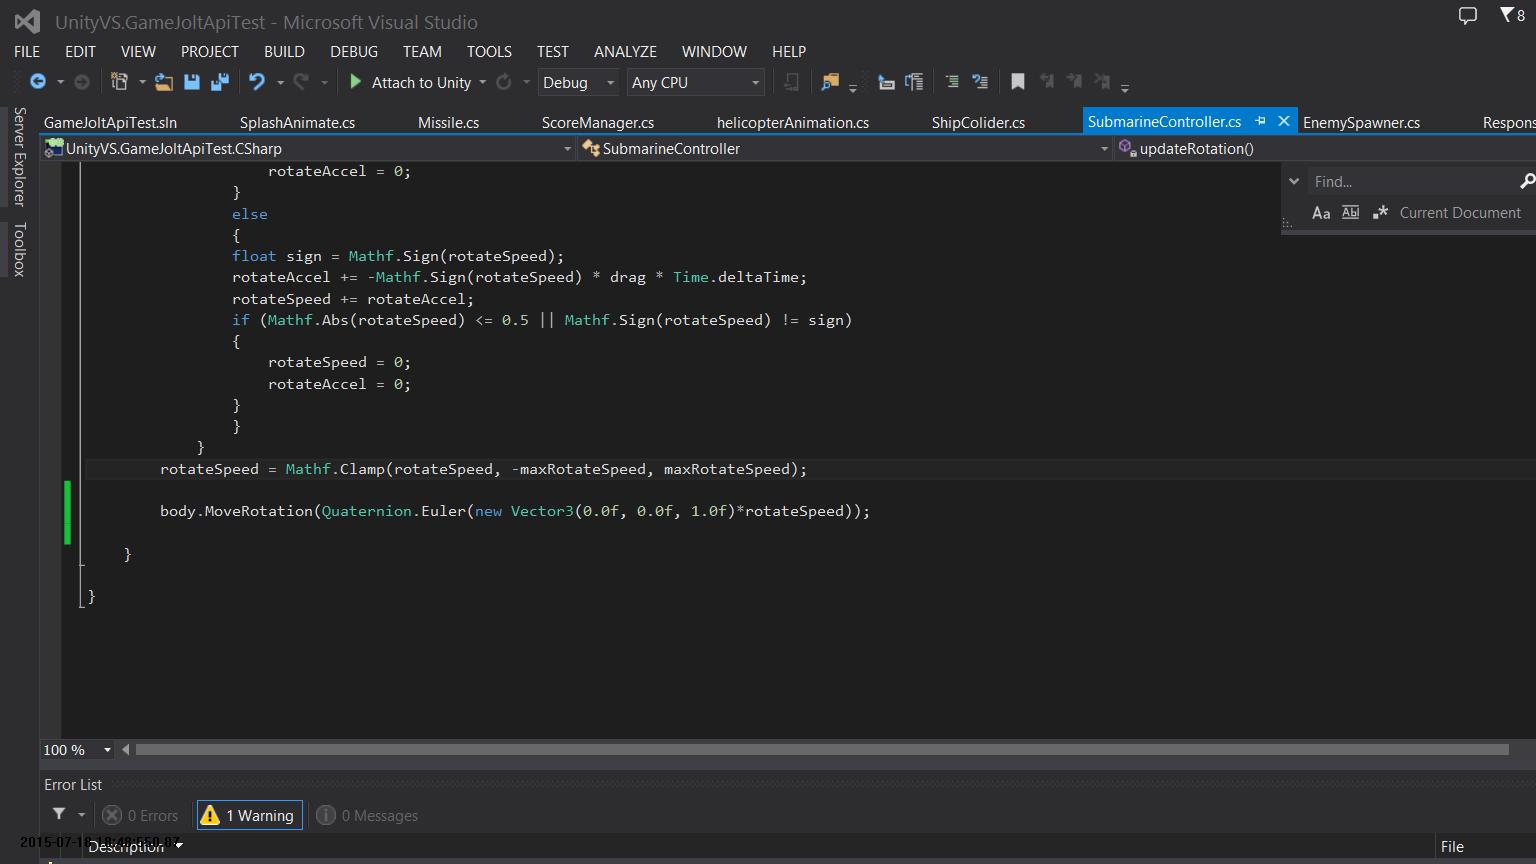 UnityVS.GameJoltApiTest - Microsoft Visual Studio
8
FILE EDIT VIEW PROJECT BUILD DEBUG TEAM TOOLS TEST ANALYZE WINDOW HELP
Attach to Unity Debug Any CPU
Server Explorer
Toolbox
GameJoltApiTest.sln SplashAnimate.cs Missile.cs ScoreManager.cs helicopterAnimation.cs ShipColider.cs SubmarineController.cs EnemySpawner.cs Respons
UnityVS.GameJoltApiTest.CSharp SubmarineController updateRotation()
Find...
Aa Abl .* Current Document
rotateAccel = 0;
}
else
{
float sign = Mathf.Sign(rotateSpeed);
rotateAccel += -Mathf.Sign(rotateSpeed) * drag * Time.deltaTime;
rotateSpeed += rotateAccel;
if (Mathf.Abs(rotateSpeed) <= 0.5 || Mathf.Sign(rotateSpeed) != sign)
{
rotateSpeed = 0;
rotateAccel = 0;
}
}
}
rotateSpeed = Mathf.Clamp(rotateSpeed, -maxRotateSpeed, maxRotateSpeed);
body.MoveRotation(Quaternion.Euler(new Vector3(0.0f, 0.0f, 1.0f)*rotateSpeed));
}
}
100 %
Error List
0 Errors 1 Warning 0 Messages
Description File